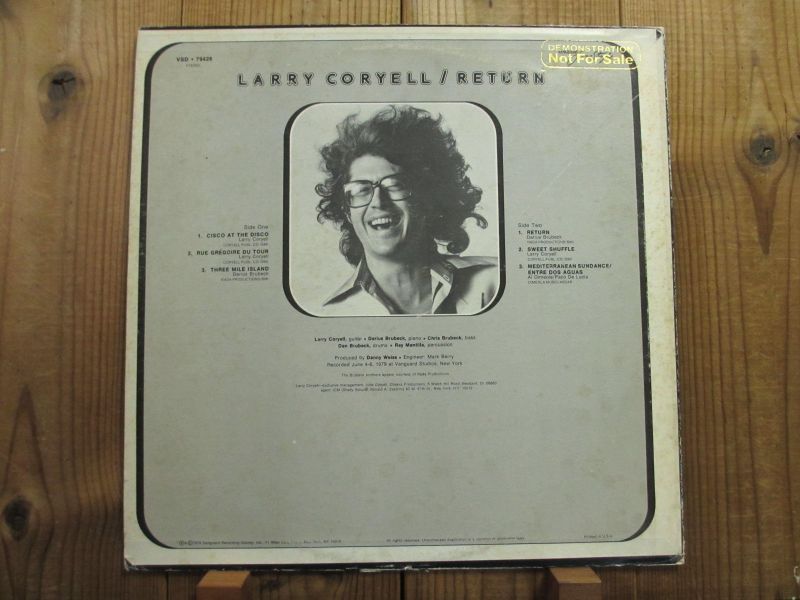 VSD • 79426
STEREO
DEMONSTRATION
Not For Sale
LARRY CORYELL / RETURN
Side One
1. CISCO AT THE DISCO
Larry Coryell
2. RUE GRÉGOIRE DU TOUR
Larry Coryell
3. THREE MILE ISLAND
Darius Brubeck
Side Two
1. RETURN
Darius Brubeck
2. SWEET SHUFFLE
Larry Coryell
3. MEDITERRANEAN SUNDANCE/
ENTRE DOS AGUAS
Larry Coryell, guitar • Darius Brubeck, piano • Chris Brubeck, bass
Dan Brubeck, drums • Ray Mantilla, percussion
Produced by Danny Weiss • Engineer: Mark Berry
Recorded June 4-6, 1979 at Vanguard Studios, New York